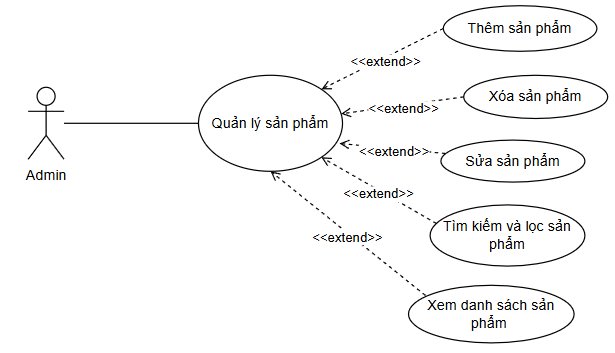 Thêm sản phẩm
<<extend>>
Xóa sản phẩm
<<extend>>
Quản lý sản phẩm
<<extend>>
Sửa sản phẩm
Admin
<<extend>>
Tìm kiếm và lọc sản
phẩm
<<extend>>
Xem danh sách sản
phẩm